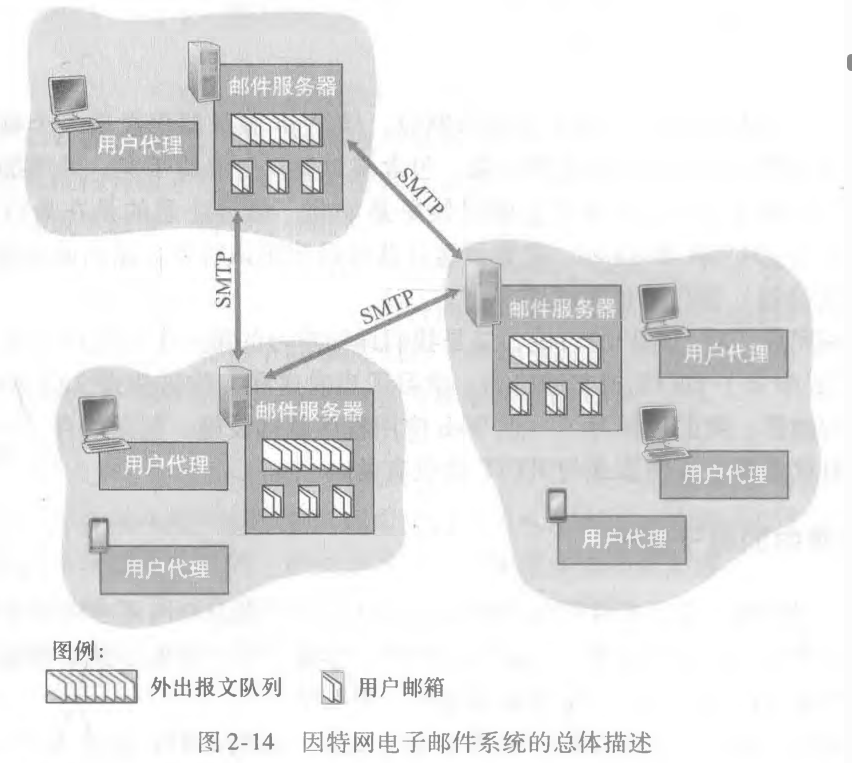 邮件服务器
用户代理
SMTP
SMTP
SMTP
邮件服务器
用户代理
邮件服务器
用户代理
用户代理
用户代理
用户代理
图例:
外出报文队列
用户邮箱
图 2-14 因特网电子邮件系统的总体描述